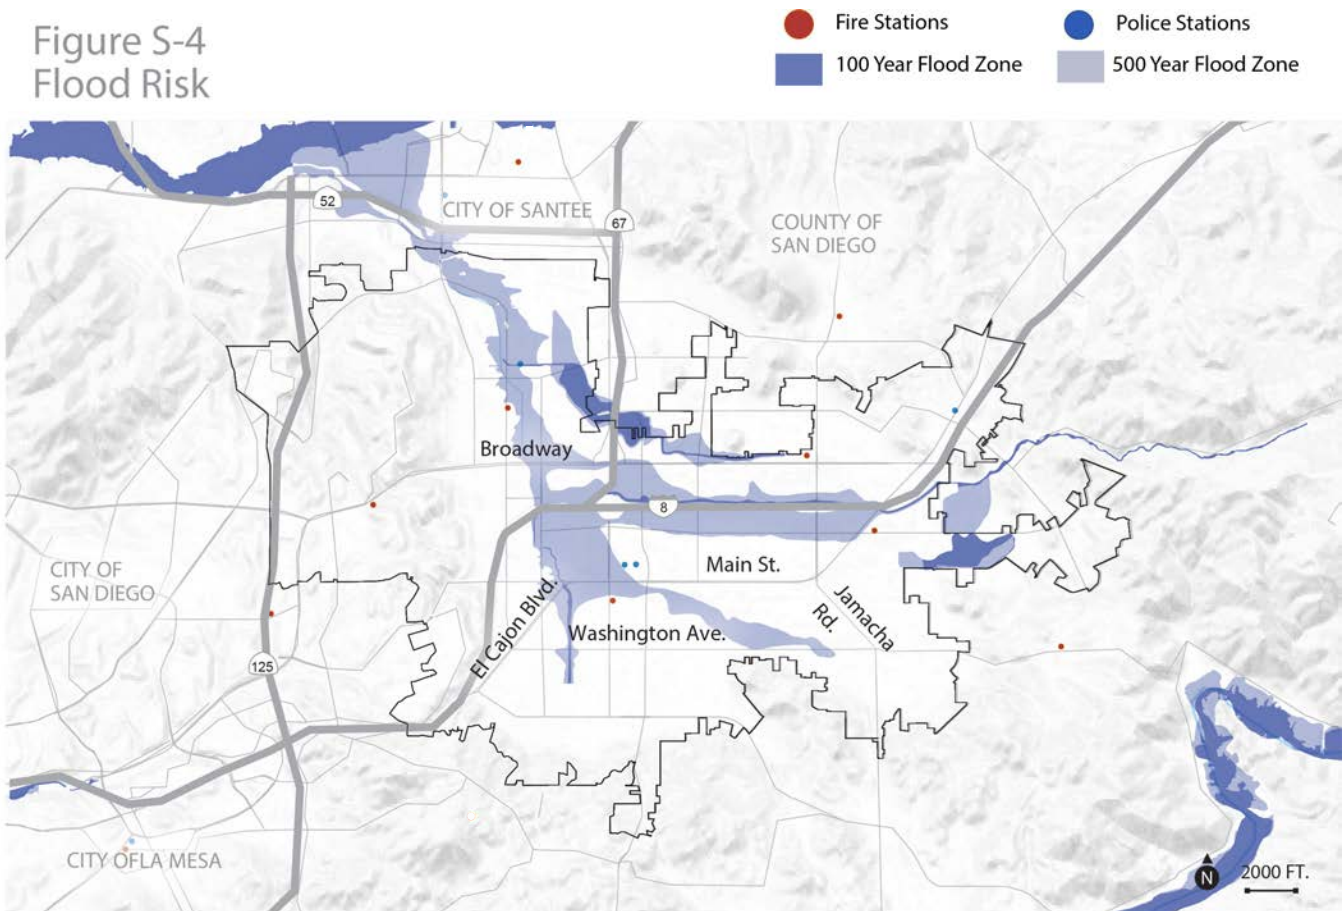 Figure S-4
Flood Risk
Fire Stations
Police Stations
100 Year Flood Zone
500 Year Flood Zone
52
CITY OF SANTEE
67
COUNTY OF
SAN DIEGO
Broadway
8
CITY OF
SAN DIEGO
Main St.
El Cajon Blvd.
Jamacha
Rd.
Washington Ave.
125
CITY OFLA MESA
N
2000 FT.